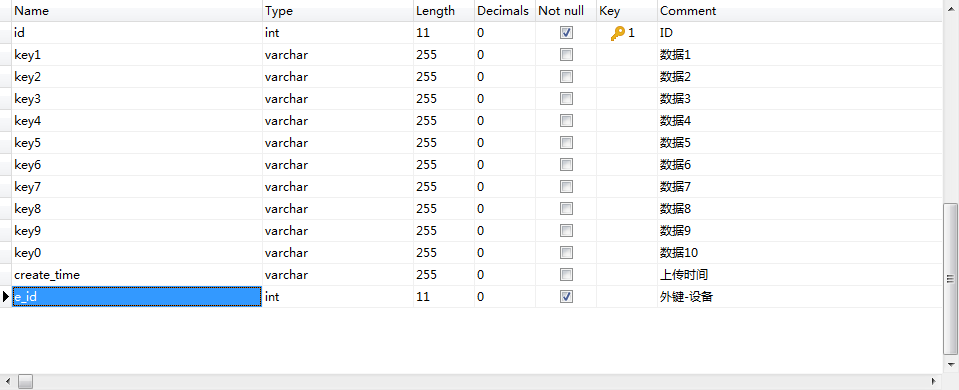 Name Type Length Decimals Not null Key Comment
id int 11 0 1 ID
key1 varchar 255 0 数据1
key2 varchar 255 0 数据2
key3 varchar 255 0 数据3
key4 varchar 255 0 数据4
key5 varchar 255 0 数据5
key6 varchar 255 0 数据6
key7 varchar 255 0 数据7
key8 varchar 255 0 数据8
key9 varchar 255 0 数据9
key0 varchar 255 0 数据10
create_time varchar 255 0 上传时间
e_id int 11 0 外键-设备